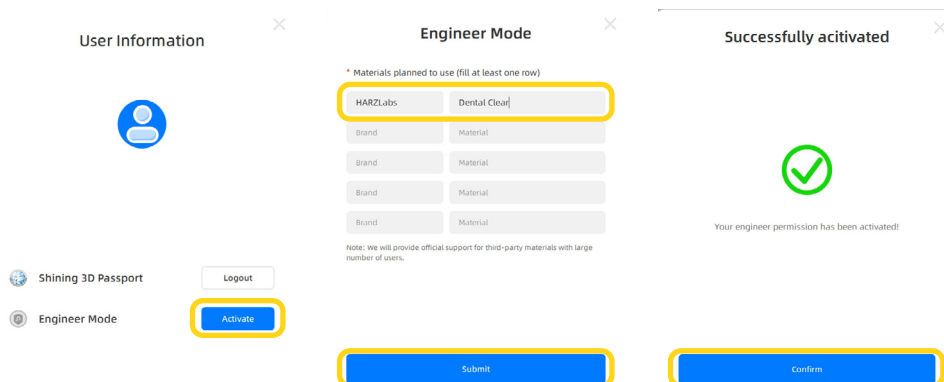 User Information
Shining 3D Passport
Logout
Engineer Mode
Activate
Engineer Mode
* Materials planned to use (fill at least one row)
HARZLabs
Dental Clear
Brand
Material
Brand
Material
Brand
Material
Brand
Material
Note: We will provide official support for third-party materials with large
number of users.
Submit
Successfully acitivated
Your engineer permission has been activated!
Confirm